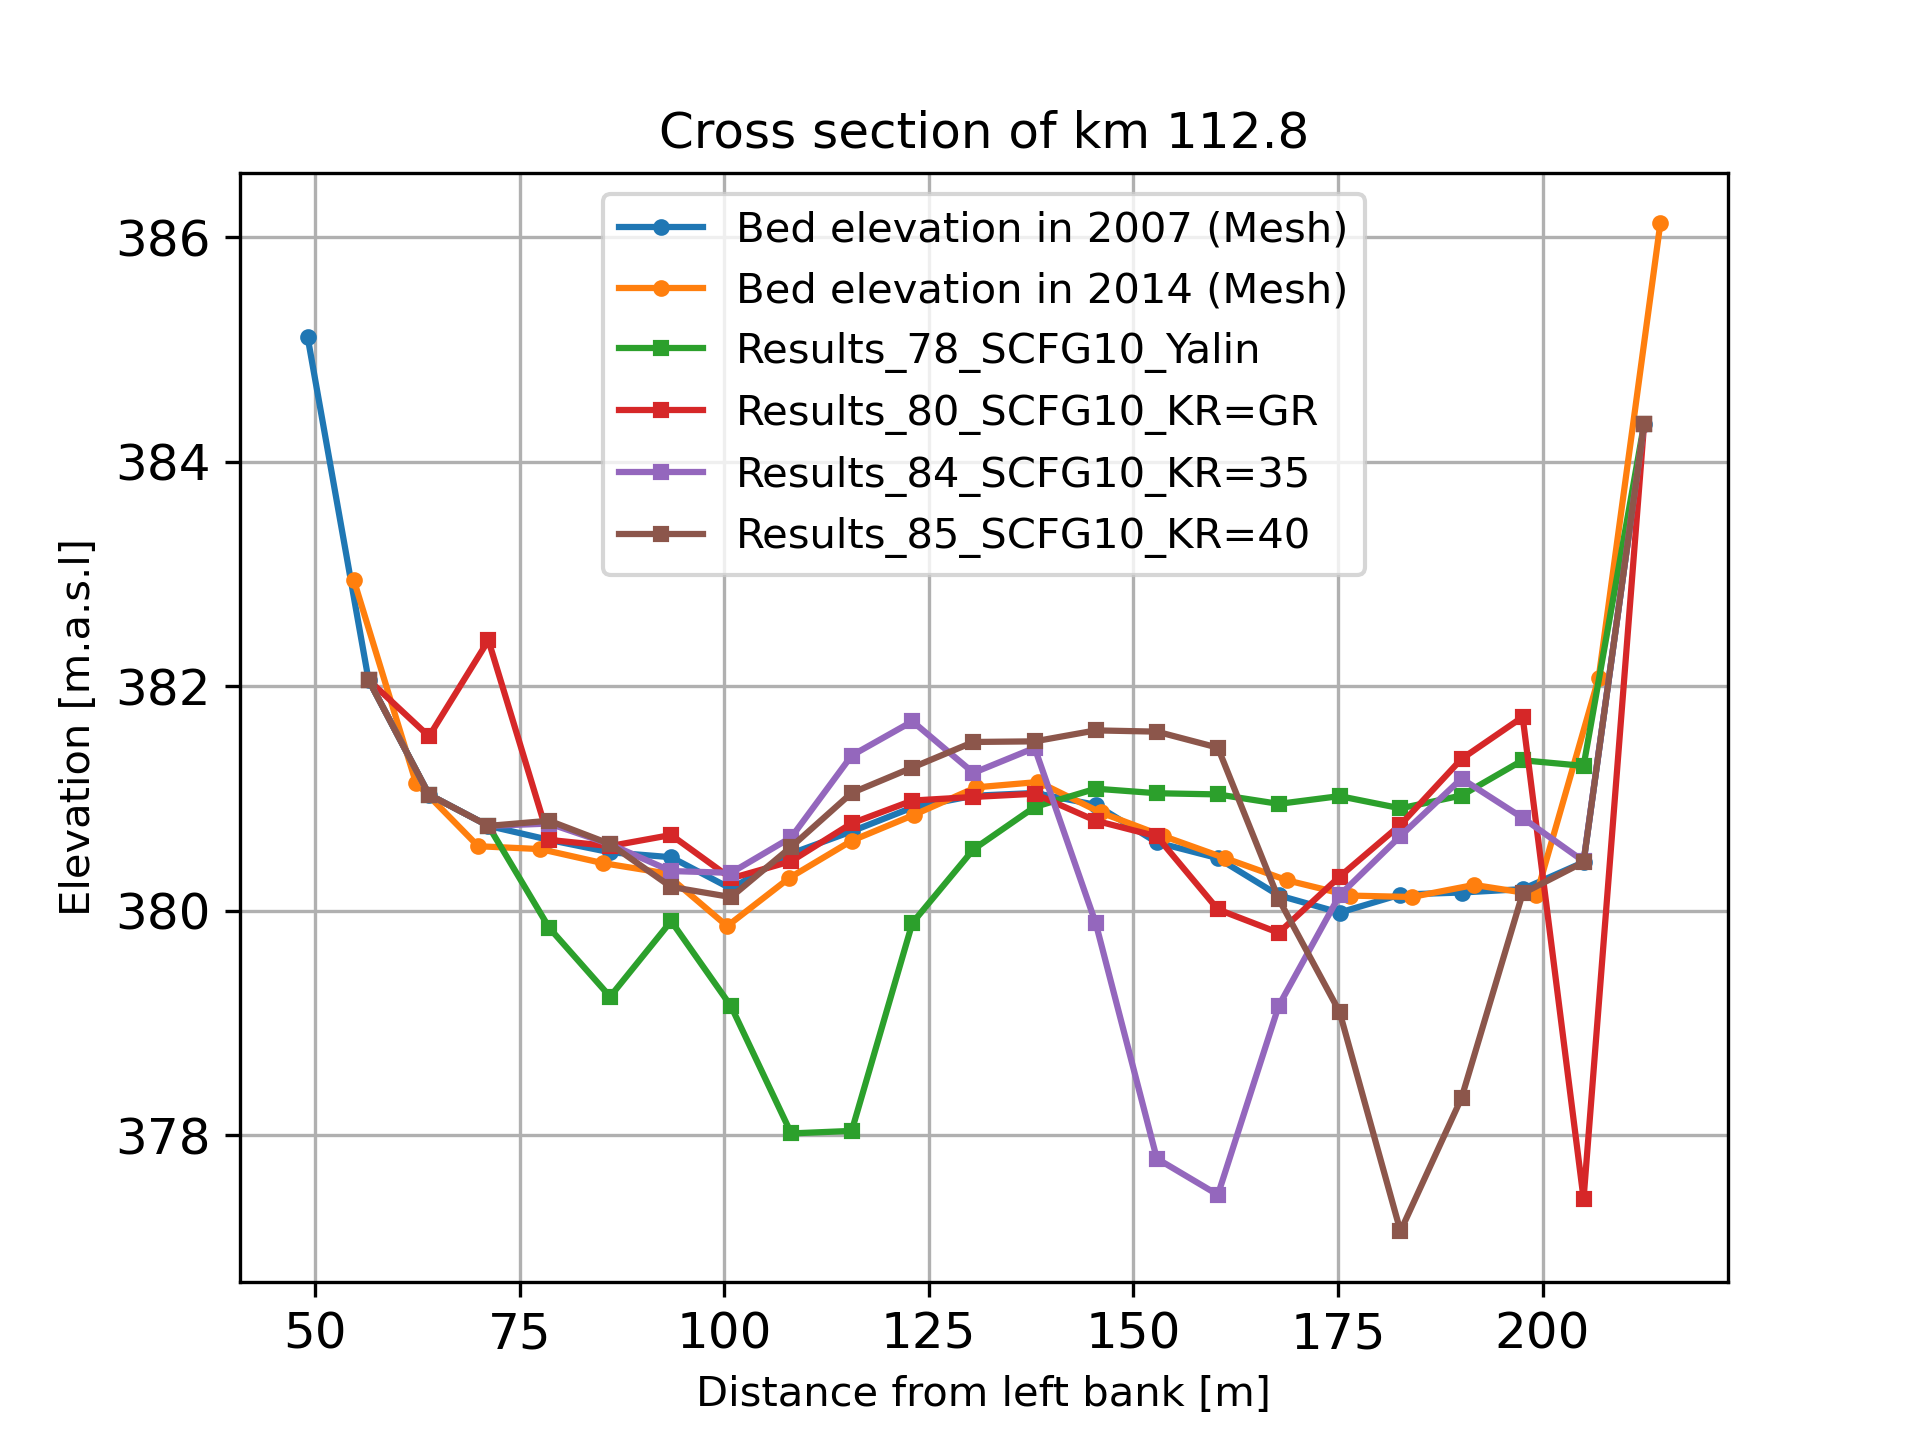 Cross section of km 112.8
Bed elevation in 2007 (Mesh)
Bed elevation in 2014 (Mesh)
Results_78_SCFG10_Yalin
Results_80_SCFG10_KR=GR
Results_84_SCFG10_KR=35
Results_85_SCFG10_KR=40
386
384
382
380
378
Elevation [m.a.s.l]
50 75 100 125 150 175 200
Distance from left bank [m]